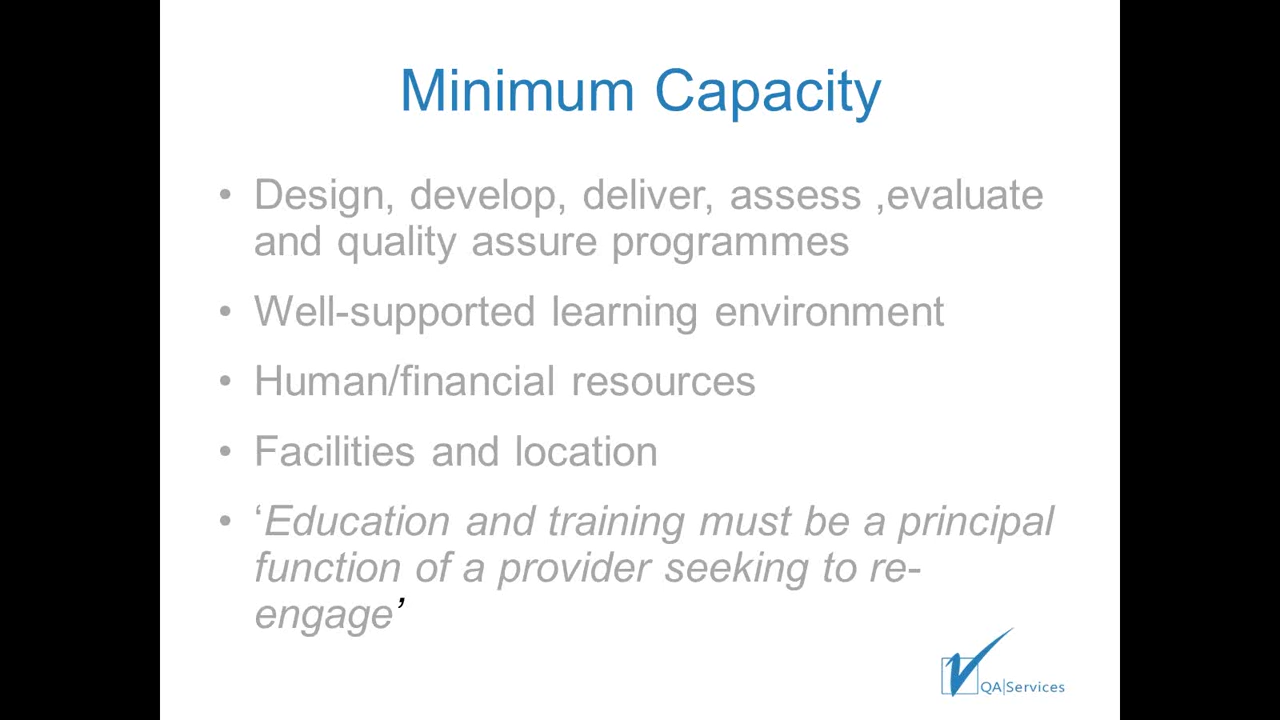 Minimum Capacity
• Design, develop, deliver, assess ,evaluate
and quality assure programmes
• Well-supported learning environment
• Human/financial resources
• Facilities and location
• ‘Education and training must be a principal
function of a provider seeking to re-
engage’
QA|Services